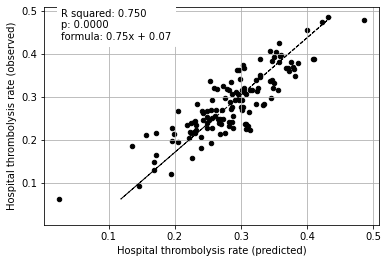 R squared: 0.750
p: 0.0000
formula: 0.75x + 0.07
Hospital thrombolysis rate (observed)
0.5
0.4
0.3
0.2
0.1
0.1 0.2 0.3 0.4 0.5
Hospital thrombolysis rate (predicted)